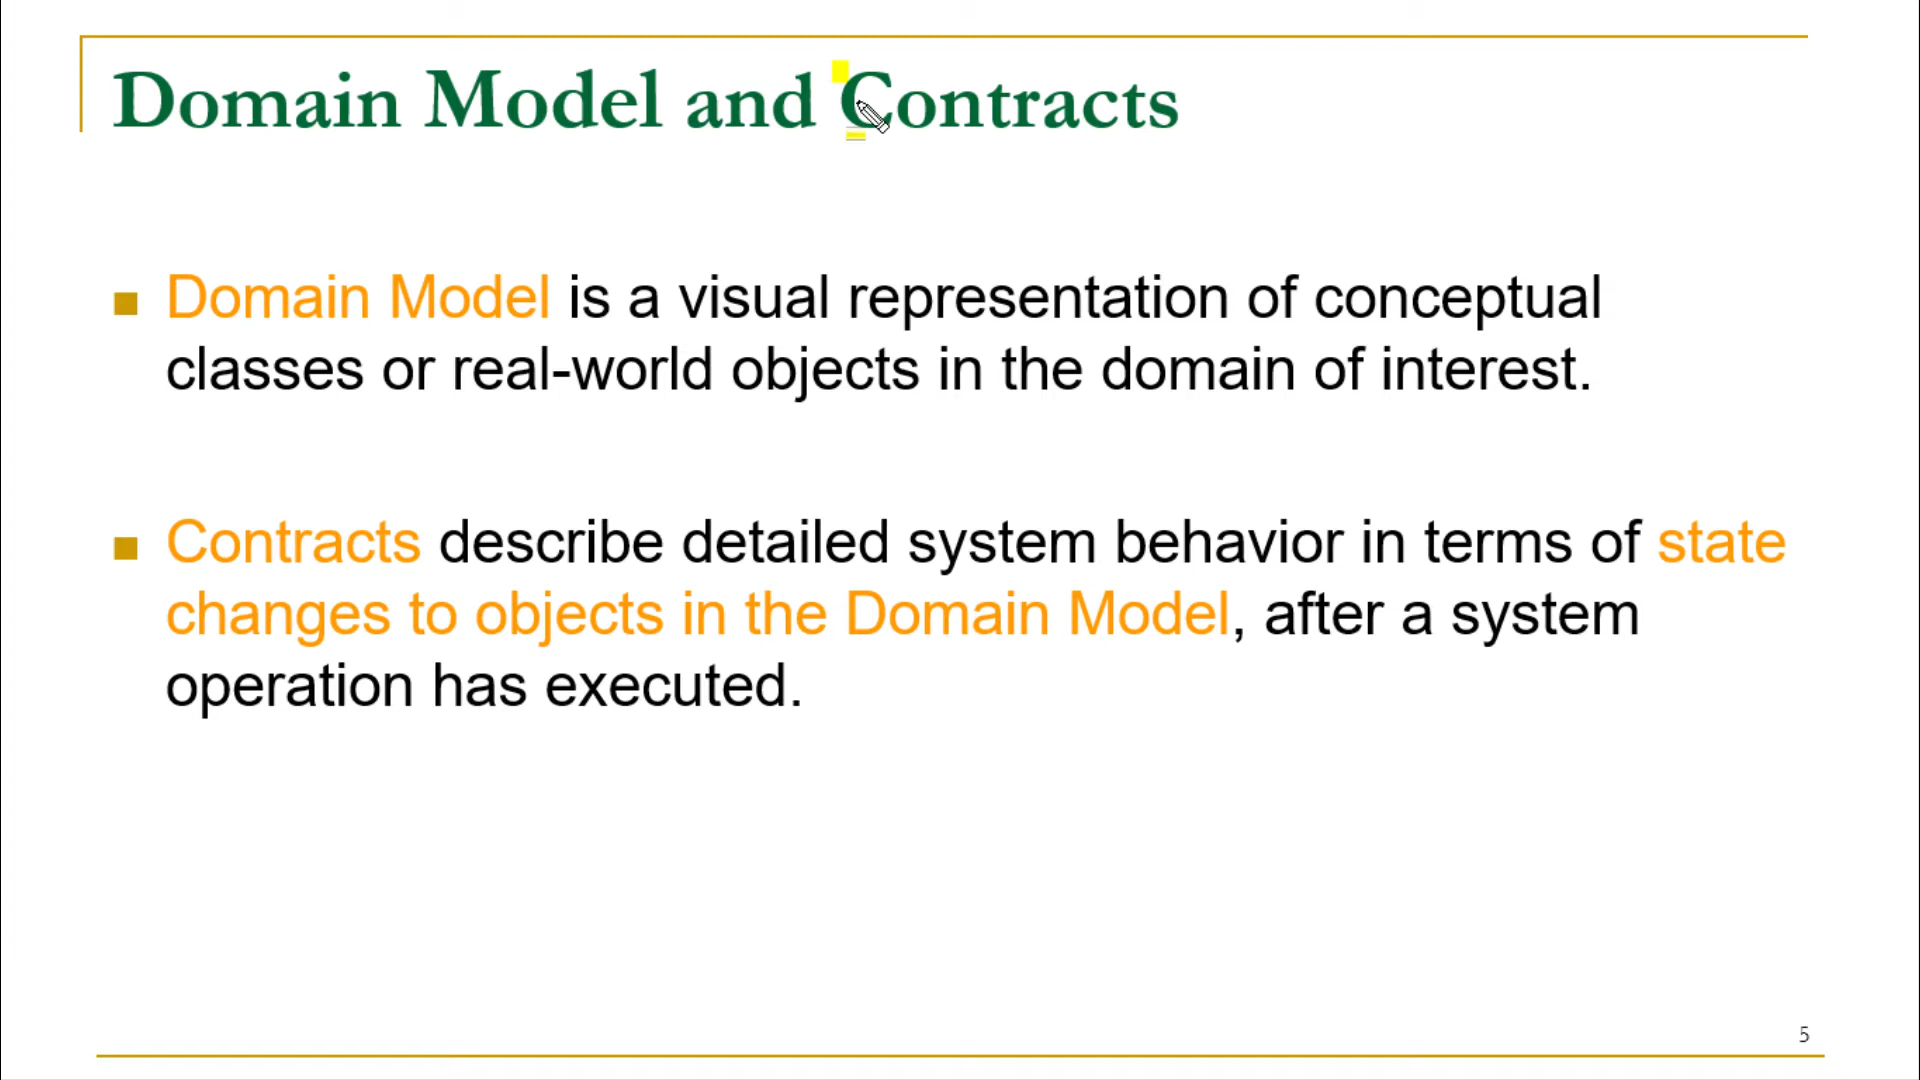 Domain Model and Contracts
Domain Model is a visual representation of conceptual
classes or real-world objects in the domain of interest.
Contracts describe detailed system behavior in terms of state
changes to objects in the Domain Model, after a system
operation has executed.
5